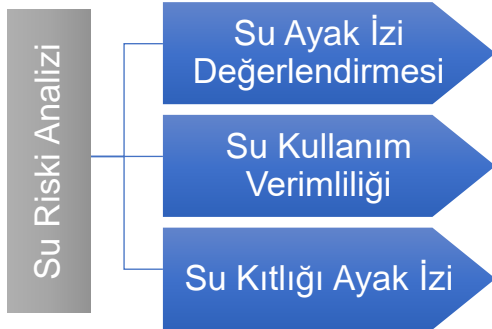 Su Riski Analizi
Su Ayak İzi
Değerlendirmesi
Su Kullanım
Verimliliği
Su Kıtlığı Ayak İzi